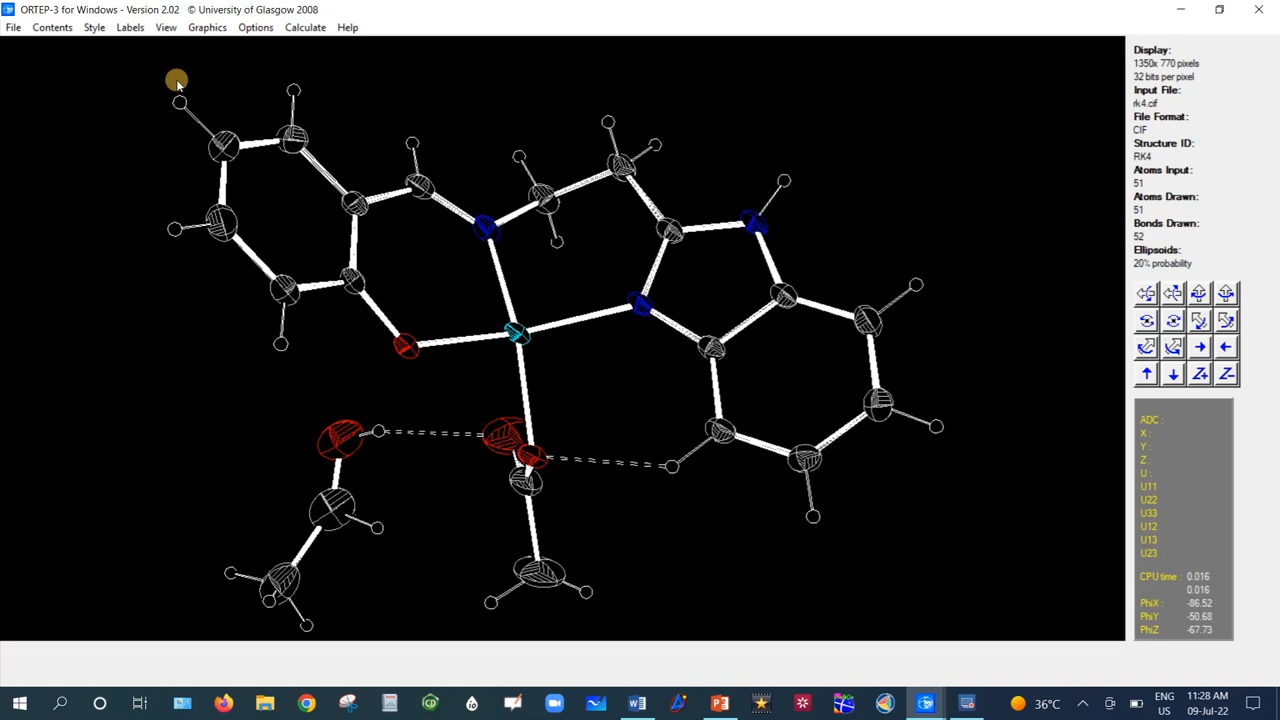 ORTEP-3 for Windows - Version 2.02 © University of Glasgow 2008
File Contents Style Labels View Graphics Options Calculate Help
Display:
1350x 770 pixels
32 bits per pixel
Input File:
rk4.cif
File Format:
CIF
Structure ID:
RK4
Atoms Input:
51
Atoms Drawn:
51
Bonds Drawn:
52
Ellipsoids:
20% probability
Z+ Z-
ADC :
X :
Y :
Z :
U :
U11
U22
U33
U12
U13
U23
CPU time : 0.016
0.016
PhiX : -86.52
PhiY : -50.68
PhiZ : -67.73
36°C
ENG
US
11:28 AM
09-Jul-22